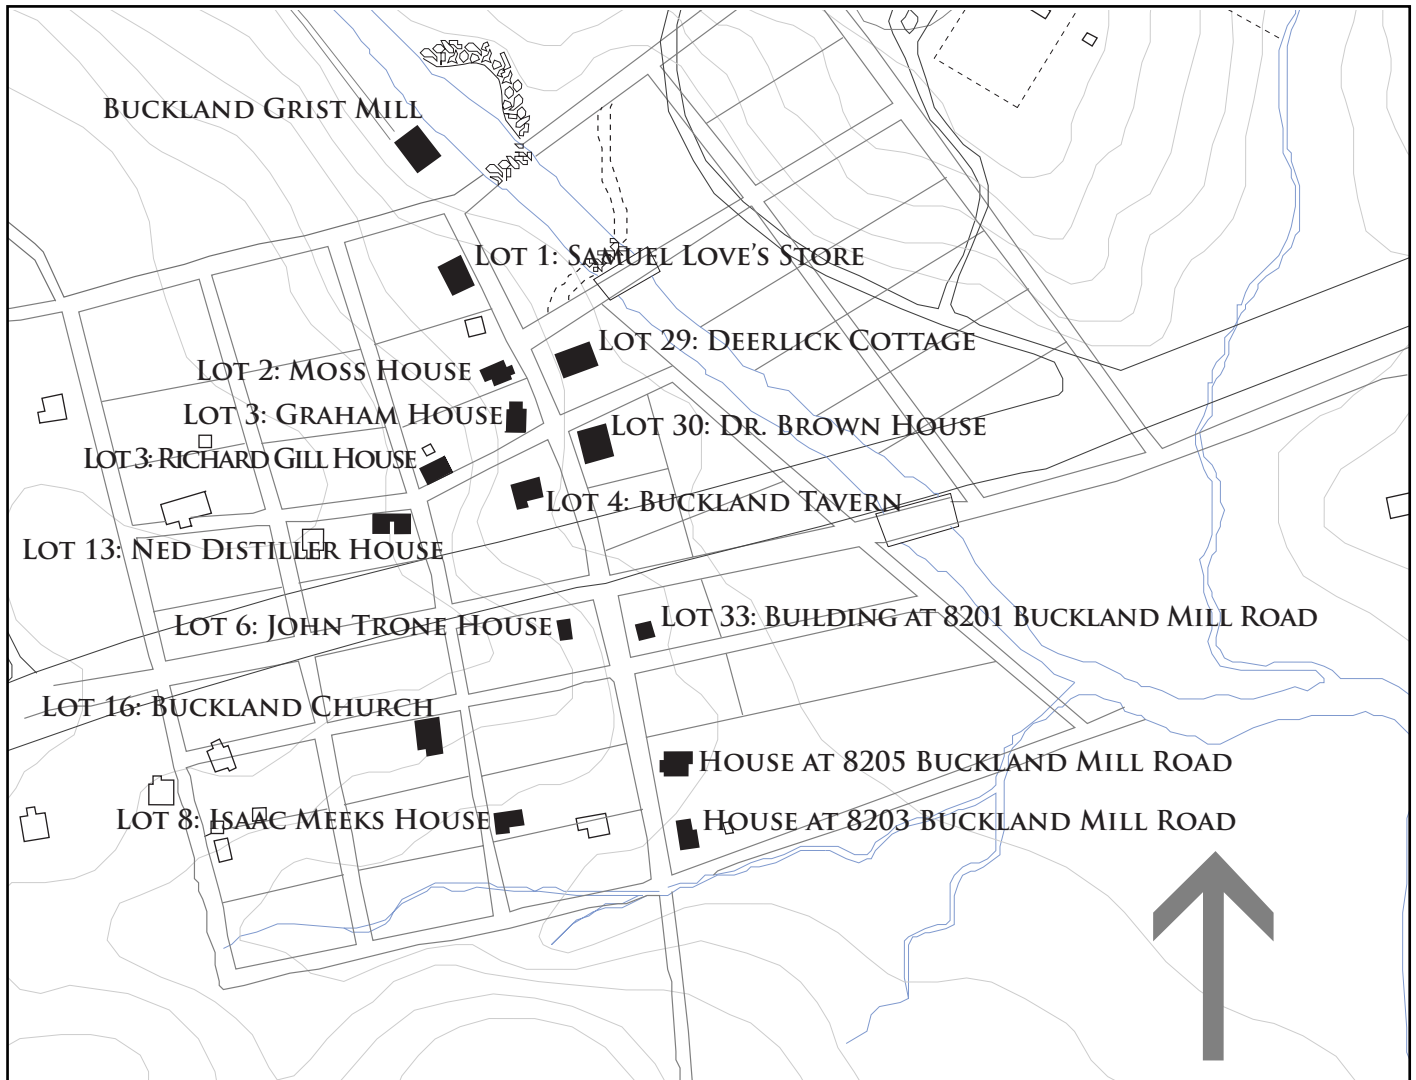 Buckland Grist Mill
Lot 1: Samuel Love's Store
Lot 29: Deerlick Cottage
Lot 2: Moss House
Lot 3: Graham House
Lot 30: Dr. Brown House
Lot 3: Richard Gill House
Lot 4: Buckland Tavern
Lot 13: Ned Distiller House
Lot 6: John Trone House
Lot 33: Building at 8201 Buckland Mill Road
Lot 16: Buckland Church
House at 8205 Buckland Mill Road
Lot 8: Isaac Meeks House
House at 8203 Buckland Mill Road